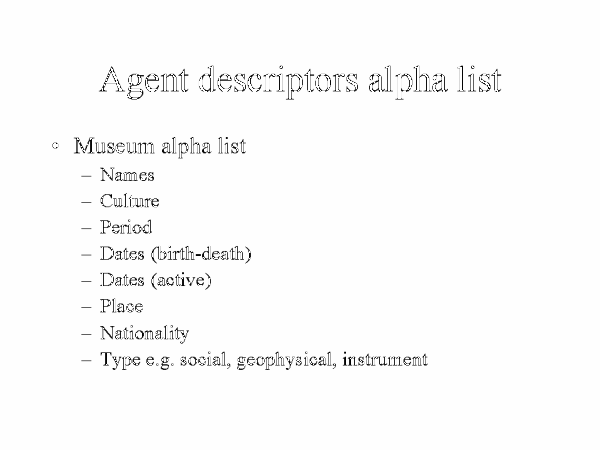 Agent descriptors alpha list
◦ Museum alpha list
– Names
– Culture
– Period
– Dates (birth-death)
– Dates (active)
– Place
– Nationality
– Type e.g. social, geophysical, instrument